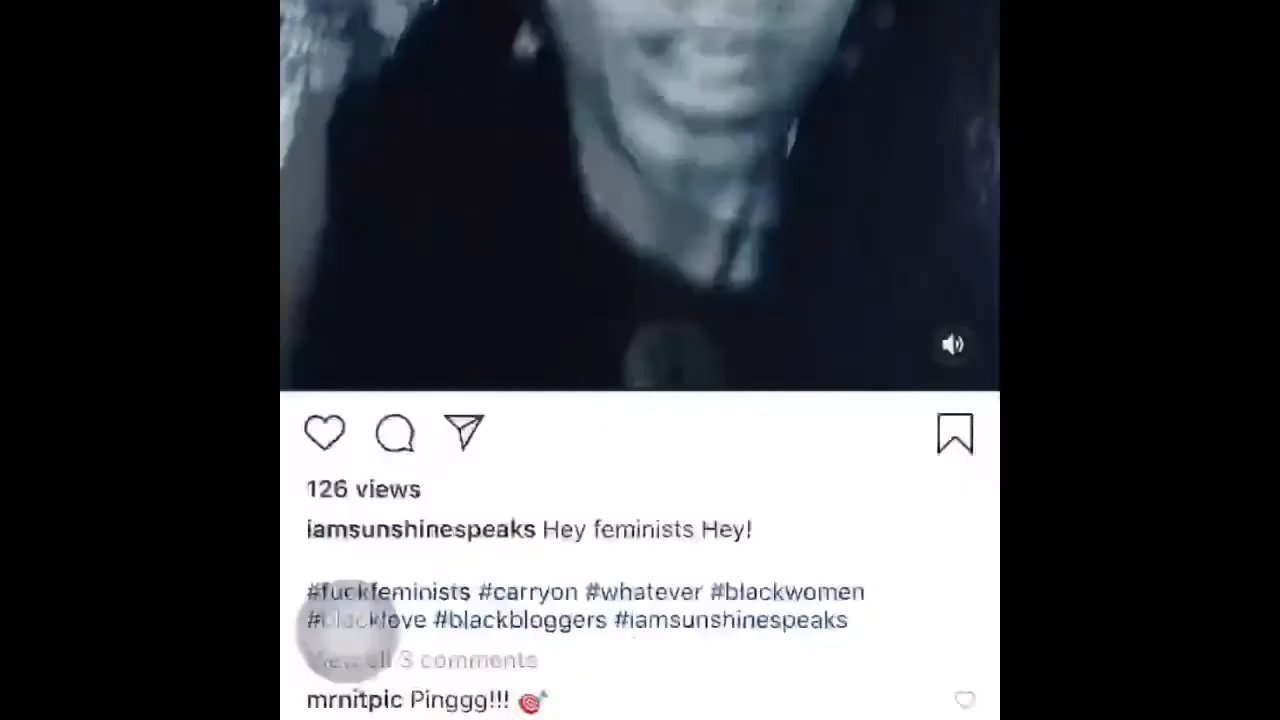 126 views
iamsunshinespeaks Hey feminists Hey!
#fuckfeminists #carryon #whatever #blackwomen
#blacklove #blackbloggers #iamsunshinespeaks
View all 3 comments
mrnitpic Pinggg!!! 🎯